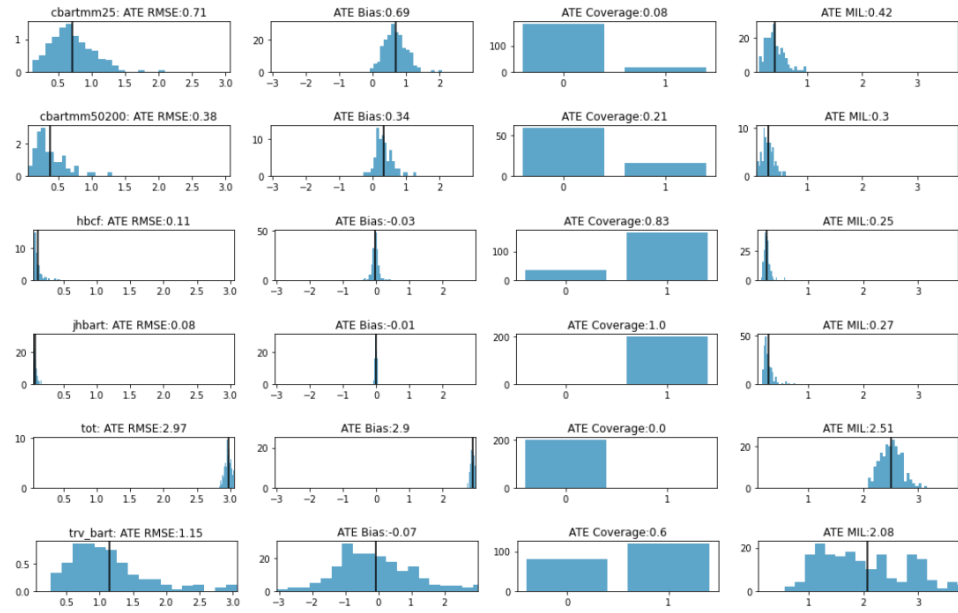 cbartmm25: ATE RMSE:0.71 ATE Bias:0.69 ATE Coverage:0.08 ATE MIL:0.42
1 20 100 20
0 0 0 0
0.5 1.0 1.5 2.0 2.5 3.0 −3 −2 −1 0 1 2 0 1 1 2 3
cbartmm50200: ATE RMSE:0.38 ATE Bias:0.34 ATE Coverage:0.21 ATE MIL:0.3
2 10 50 10
0 0 0 0
0.5 1.0 1.5 2.0 2.5 3.0 −3 −2 −1 0 1 2 0 1 1 2 3
hbcf: ATE RMSE:0.11 ATE Bias:-0.03 ATE Coverage:0.83 ATE MIL:0.25
10 50 100 25
0 0 0 0
0.5 1.0 1.5 2.0 2.5 3.0 −3 −2 −1 0 1 2 0 1 1 2 3
jhbart: ATE RMSE:0.08 ATE Bias:-0.01 ATE Coverage:1.0 ATE MIL:0.27
20 20 200 25
0 0 0 0
0.5 1.0 1.5 2.0 2.5 3.0 −3 −2 −1 0 1 2 0 1 1 2 3
tot: ATE RMSE:2.97 ATE Bias:2.9 ATE Coverage:0.0 ATE MIL:2.51
10 20 200 20
100
0 0 0 0
0.5 1.0 1.5 2.0 2.5 3.0 −3 −2 −1 0 1 2 0 1 1 2 3
trv_bart: ATE RMSE:1.15 ATE Bias:-0.07 ATE Coverage:0.6 ATE MIL:2.08
0.5 20 100 20
0.0 0 0 0
0.5 1.0 1.5 2.0 2.5 3.0 −3 −2 −1 0 1 2 0 1 1 2 3